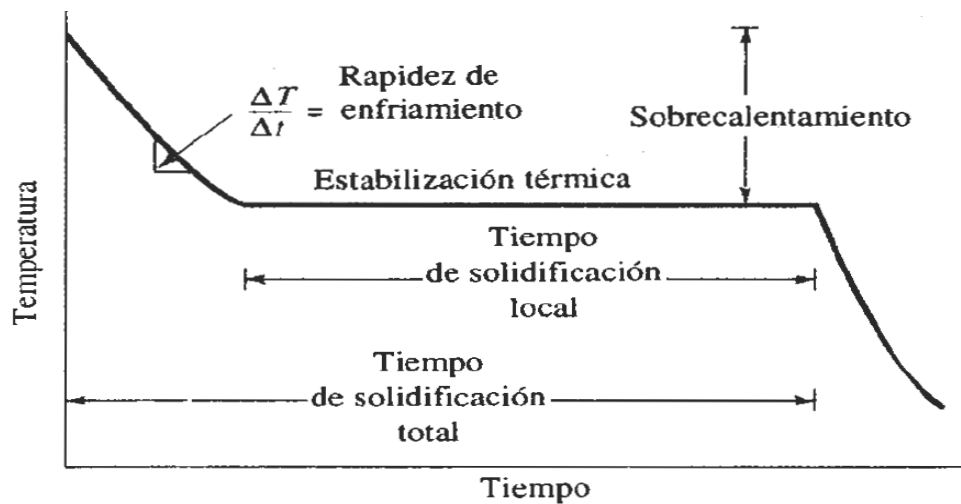 Rapidez de
ΔT/Δt = enfriamiento
Sobrecalentamiento
Estabilización térmica
Tiempo
de solidificación
local
Tiempo
de solidificación
total
Temperatura
Tiempo